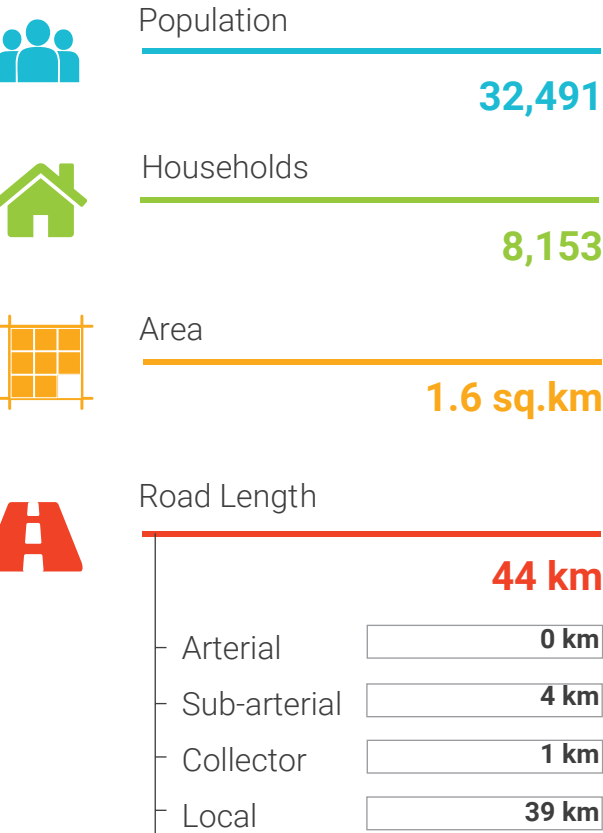 Population
32,491
Households
8,153
Area
1.6 sq.km
Road Length
44 km
Arterial 0 km
Sub-arterial 4 km
Collector 1 km
Local 39 km